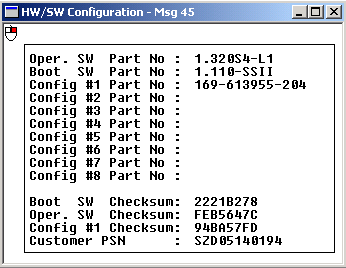 HW/SW Configuration - Msg 45
Oper. SW Part No : 1.320S4-L1
Boot SW Part No : 1.110-SSII
Config #1 Part No : 169-613955-204
Config #2 Part No :
Config #3 Part No :
Config #4 Part No :
Config #5 Part No :
Config #6 Part No :
Config #7 Part No :
Config #8 Part No :
Boot SW Checksum: 2221B278
Oper. SW Checksum: FEB5647C
Config #1 Checksum: 94BA57FD
Customer PSN : SZD05140194